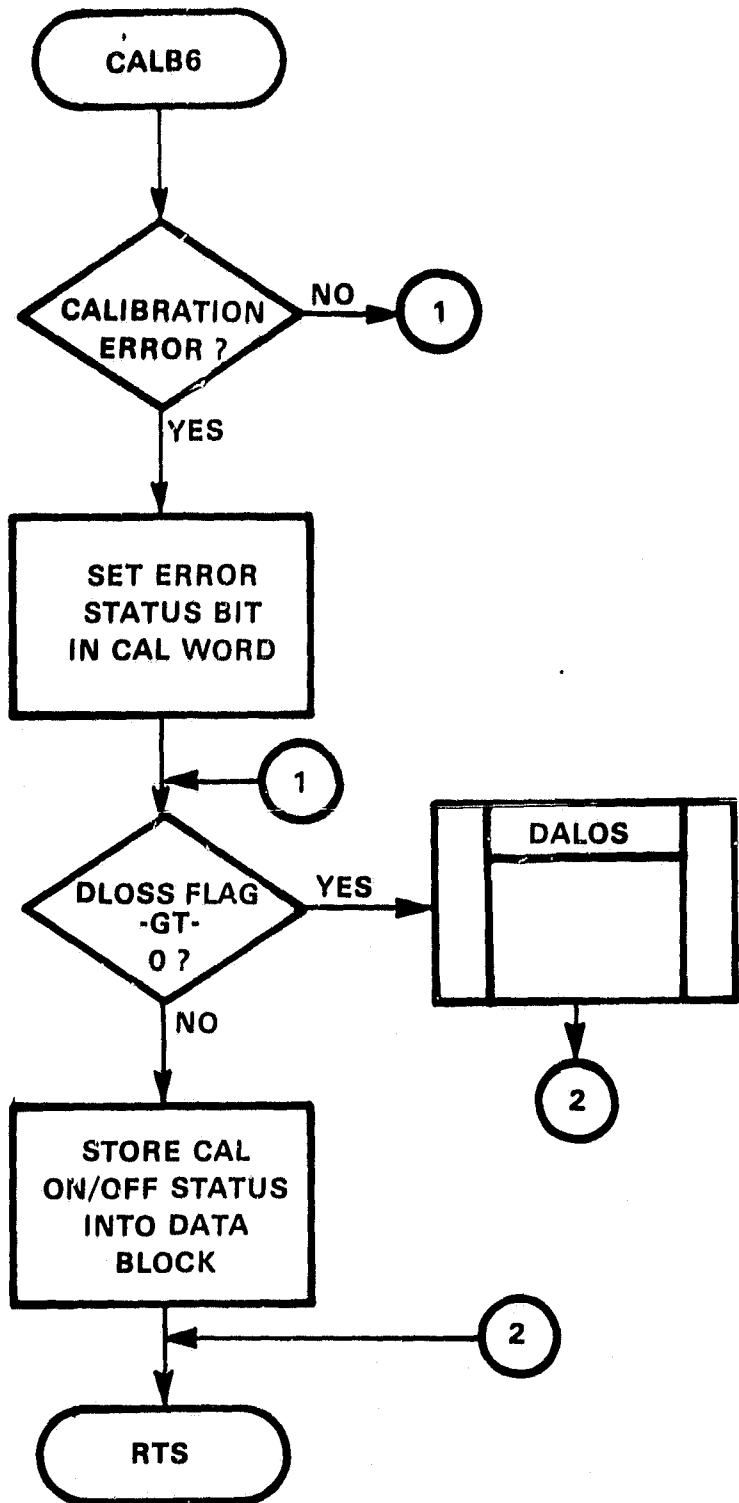 CALB6
CALIBRATION
ERROR ?
NO
1
YES
SET ERROR
STATUS BIT
IN CAL WORD
1
DLOSS FLAG
-GT-
0 ?
YES
DALOS
NO
2
STORE CAL
ON/OFF STATUS
INTO DATA
BLOCK
2
RTS